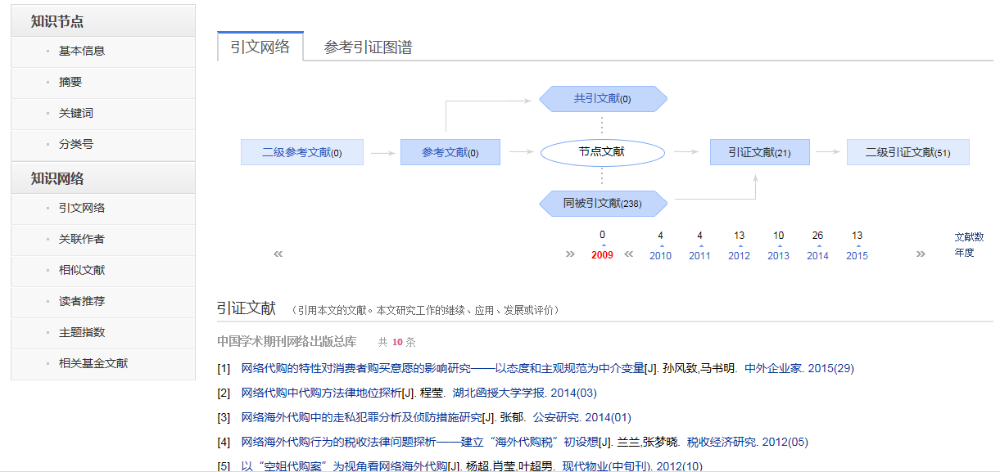 知识节点
基本信息
摘要
关键词
分类号
知识网络
引文网络
关联作者
相似文献
读者推荐
主题指数
相关基金文献
引文网络 参考引证图谱
共引文献(0)
二级参考文献(0) 参考文献(0) 节点文献 引证文献(21) 二级引证文献(51)
同被引文献(238)
0 4 4 13 10 26 13 文献数
« » 2009 « 2010 2011 2012 2013 2014 2015 » 年度
引证文献 （引用本文的文献。本文研究工作的继续、应用、发展或评价）
中国学术期刊网络出版总库 共 10 条
[1] 网络代购的特性对消费者购买意愿的影响研究——以态度和主观规范为中介变量[J]. 孙风致,马书明. 中外企业家. 2015(29)
[2] 网络代购中代购方法律地位探析[J]. 程莹. 湖北函授大学学报. 2014(03)
[3] 网络海外代购中的走私犯罪分析及侦防措施研究[J]. 张郁. 公安研究. 2014(01)
[4] 网络海外代购行为的税收法律问题探析——建立“海外代购税”初设想[J]. 兰兰,张梦晓. 税收经济研究. 2012(05)
[5] 以“空姐代购案”为视角看网络海外代购[J]. 杨超,肖莹,叶超男. 现代物业(中旬刊). 2012(10)